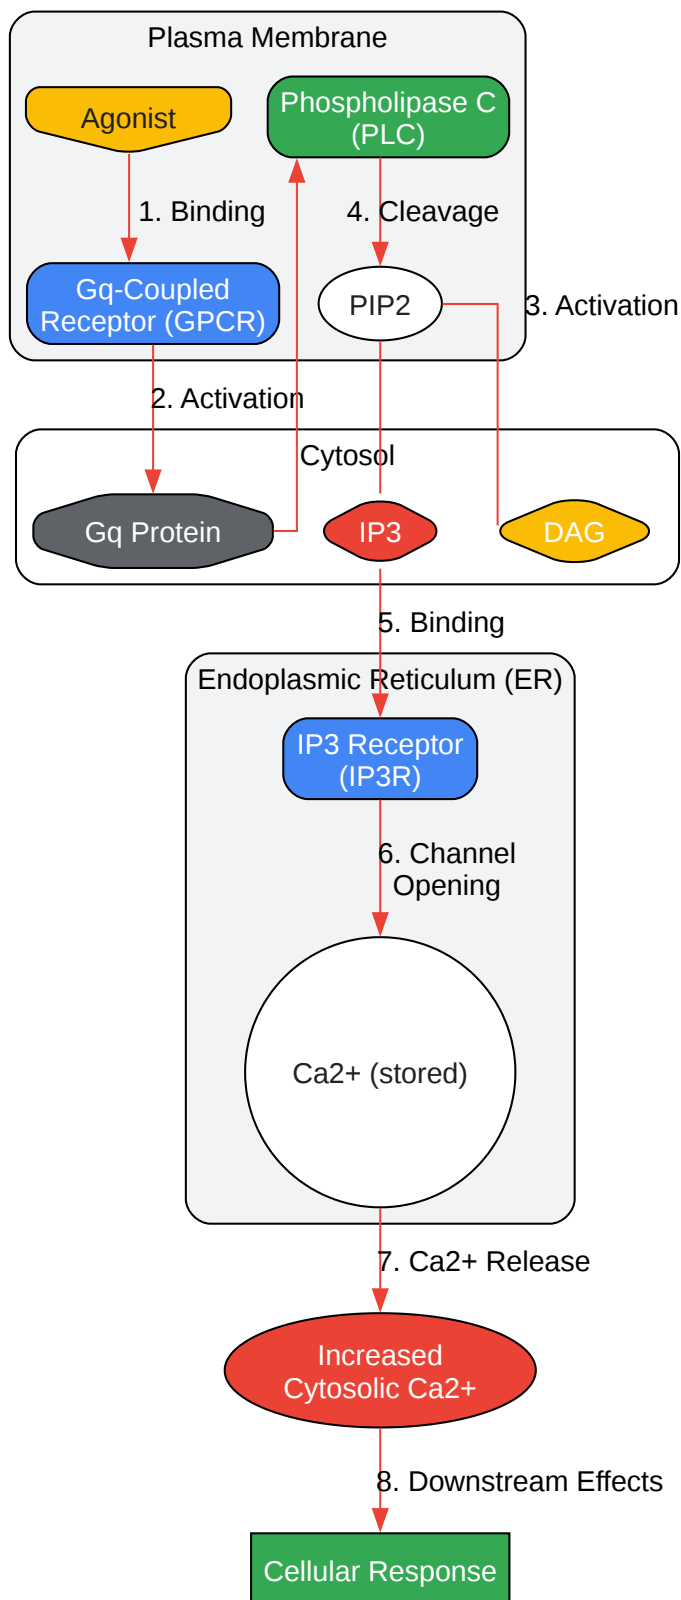 Plasma Membrane
Agonist
Phospholipase C
(PLC)
1. Binding
4. Cleavage
Gq-Coupled
Receptor (GPCR)
PIP2
3. Activation
2. Activation
Cytosol
Gq Protein
IP3
DAG
5. Binding
Endoplasmic Reticulum (ER)
IP3 Receptor
(IP3R)
6. Channel
Opening
Ca2+ (stored)
7. Ca2+ Release
Increased
Cytosolic Ca2+
8. Downstream Effects
Cellular Response